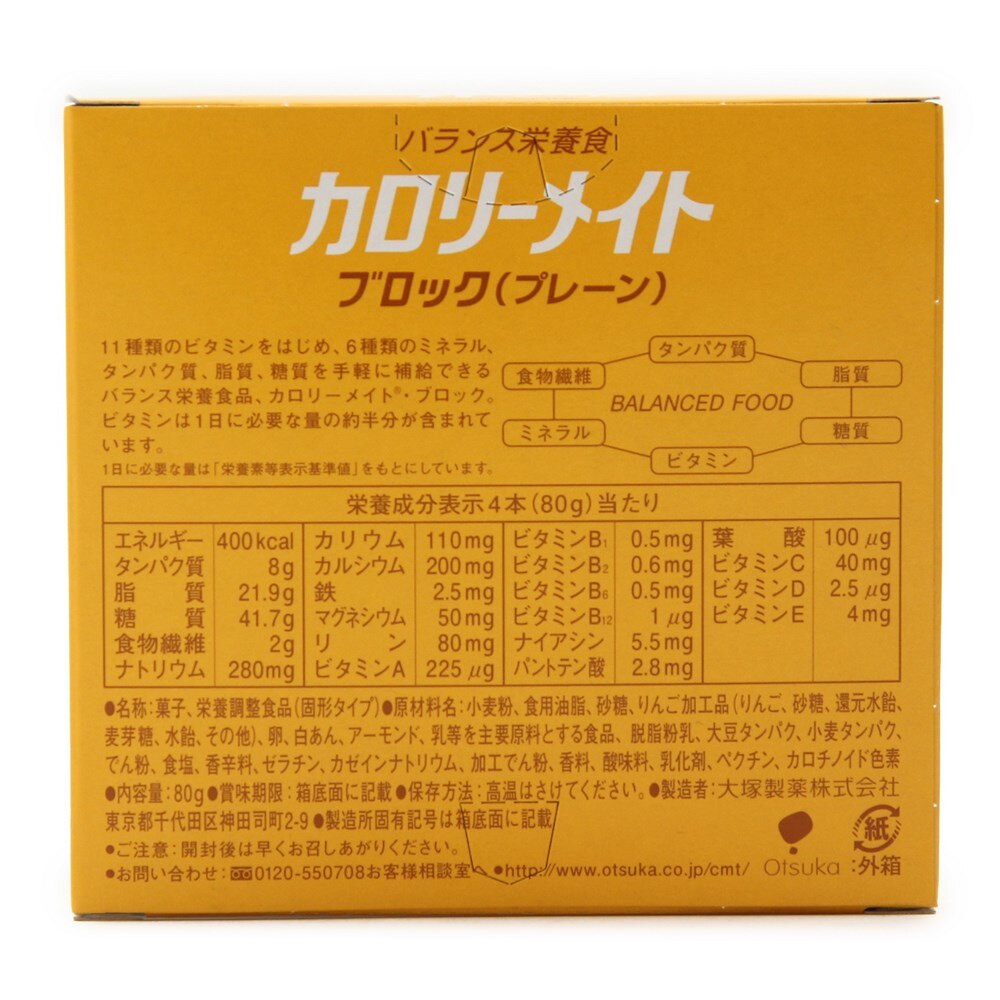 バランス栄養食
カロリーメイト
ブロック(プレーン)
11種類のビタミンをはじめ、6種類のミネラル、
タンパク質、脂質、糖質を手軽に補給できる
バランス栄養食品、カロリーメイト®・ブロック。
ビタミンは1日に必要な量の約半分が含まれて
います。
1日に必要な量は「栄養素等表示基準値」をもとにしています。
タンパク質
食物繊維 脂質
BALANCED FOOD
ミネラル 糖質
ビタミン
栄養成分表示4本(80g)当たり
エネルギー 400kcal カリウム 110mg ビタミンB1 0.5mg 葉酸 100μg
タンパク質 8g カルシウム 200mg ビタミンB2 0.6mg ビタミンC 40mg
脂質 21.9g 鉄 2.5mg ビタミンB6 0.5mg ビタミンD 2.5μg
糖質 41.7g マグネシウム 50mg ビタミンB12 1μg ビタミンE 4mg
食物繊維 2g リン 80mg ナイアシン 5.5mg
ナトリウム 280mg ビタミンA 225μg パントテン酸 2.8mg
●名称:菓子、栄養調整食品(固形タイプ)●原材料名:小麦粉、食用油脂、砂糖、りんご加工品(りんご、砂糖、還元水飴、
麦芽糖、水飴、その他)、卵、白あん、アーモンド、乳等を主要原料とする食品、脱脂粉乳、大豆タンパク、小麦タンパク、
でん粉、食塩、香辛料、ゼラチン、カゼインナトリウム、加工でん粉、香料、酸味料、乳化剤、ペクチン、カロチノイド色素
●内容量:80g●賞味期限:箱底面に記載●保存方法:高温はさけてください。●製造者:大塚製薬株式会社
東京都千代田区神田司町2-9●製造所固有記号は箱底面に記載
●ご注意:開封後は早くお召しあがりください。
●お問い合わせ:0120-550708お客様相談室へ●http://www.otsuka.co.jp/cmt/
Otsuka
紙
:外箱